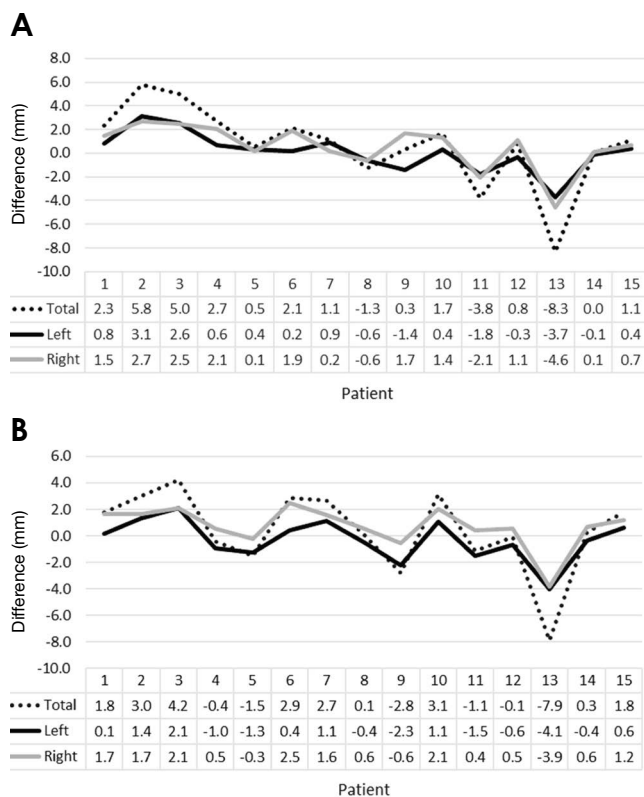 A
8.0
6.0
4.0
2.0
0.0
-2.0
-4.0
-6.0
-8.0
-10.0
Difference (mm)
1 2 3 4 5 6 7 8 9 10 11 12 13 14 15
Total 2.3 5.8 5.0 2.7 0.5 2.1 1.1 -1.3 0.3 1.7 -3.8 0.8 -8.3 0.0 1.1
Left 0.8 3.1 2.6 0.6 0.4 0.2 0.9 -0.6 -1.4 0.4 -1.8 -0.3 -3.7 -0.1 0.4
Right 1.5 2.7 2.5 2.1 0.1 1.9 0.2 -0.6 1.7 1.4 -2.1 1.1 -4.6 0.1 0.7
Patient
B
6.0
4.0
2.0
0.0
-2.0
-4.0
-6.0
-8.0
-10.0
Difference (mm)
1 2 3 4 5 6 7 8 9 10 11 12 13 14 15
Total 1.8 3.0 4.2 -0.4 -1.5 2.9 2.7 0.1 -2.8 3.1 -1.1 -0.1 -7.9 0.3 1.8
Left 0.1 1.4 2.1 -1.0 -1.3 0.4 1.1 -0.4 -2.3 1.1 -1.5 -0.6 -4.1 -0.4 0.6
Right 1.7 1.7 2.1 0.5 -0.3 2.5 1.6 0.6 -0.6 2.1 0.4 0.5 -3.9 0.6 1.2
Patient